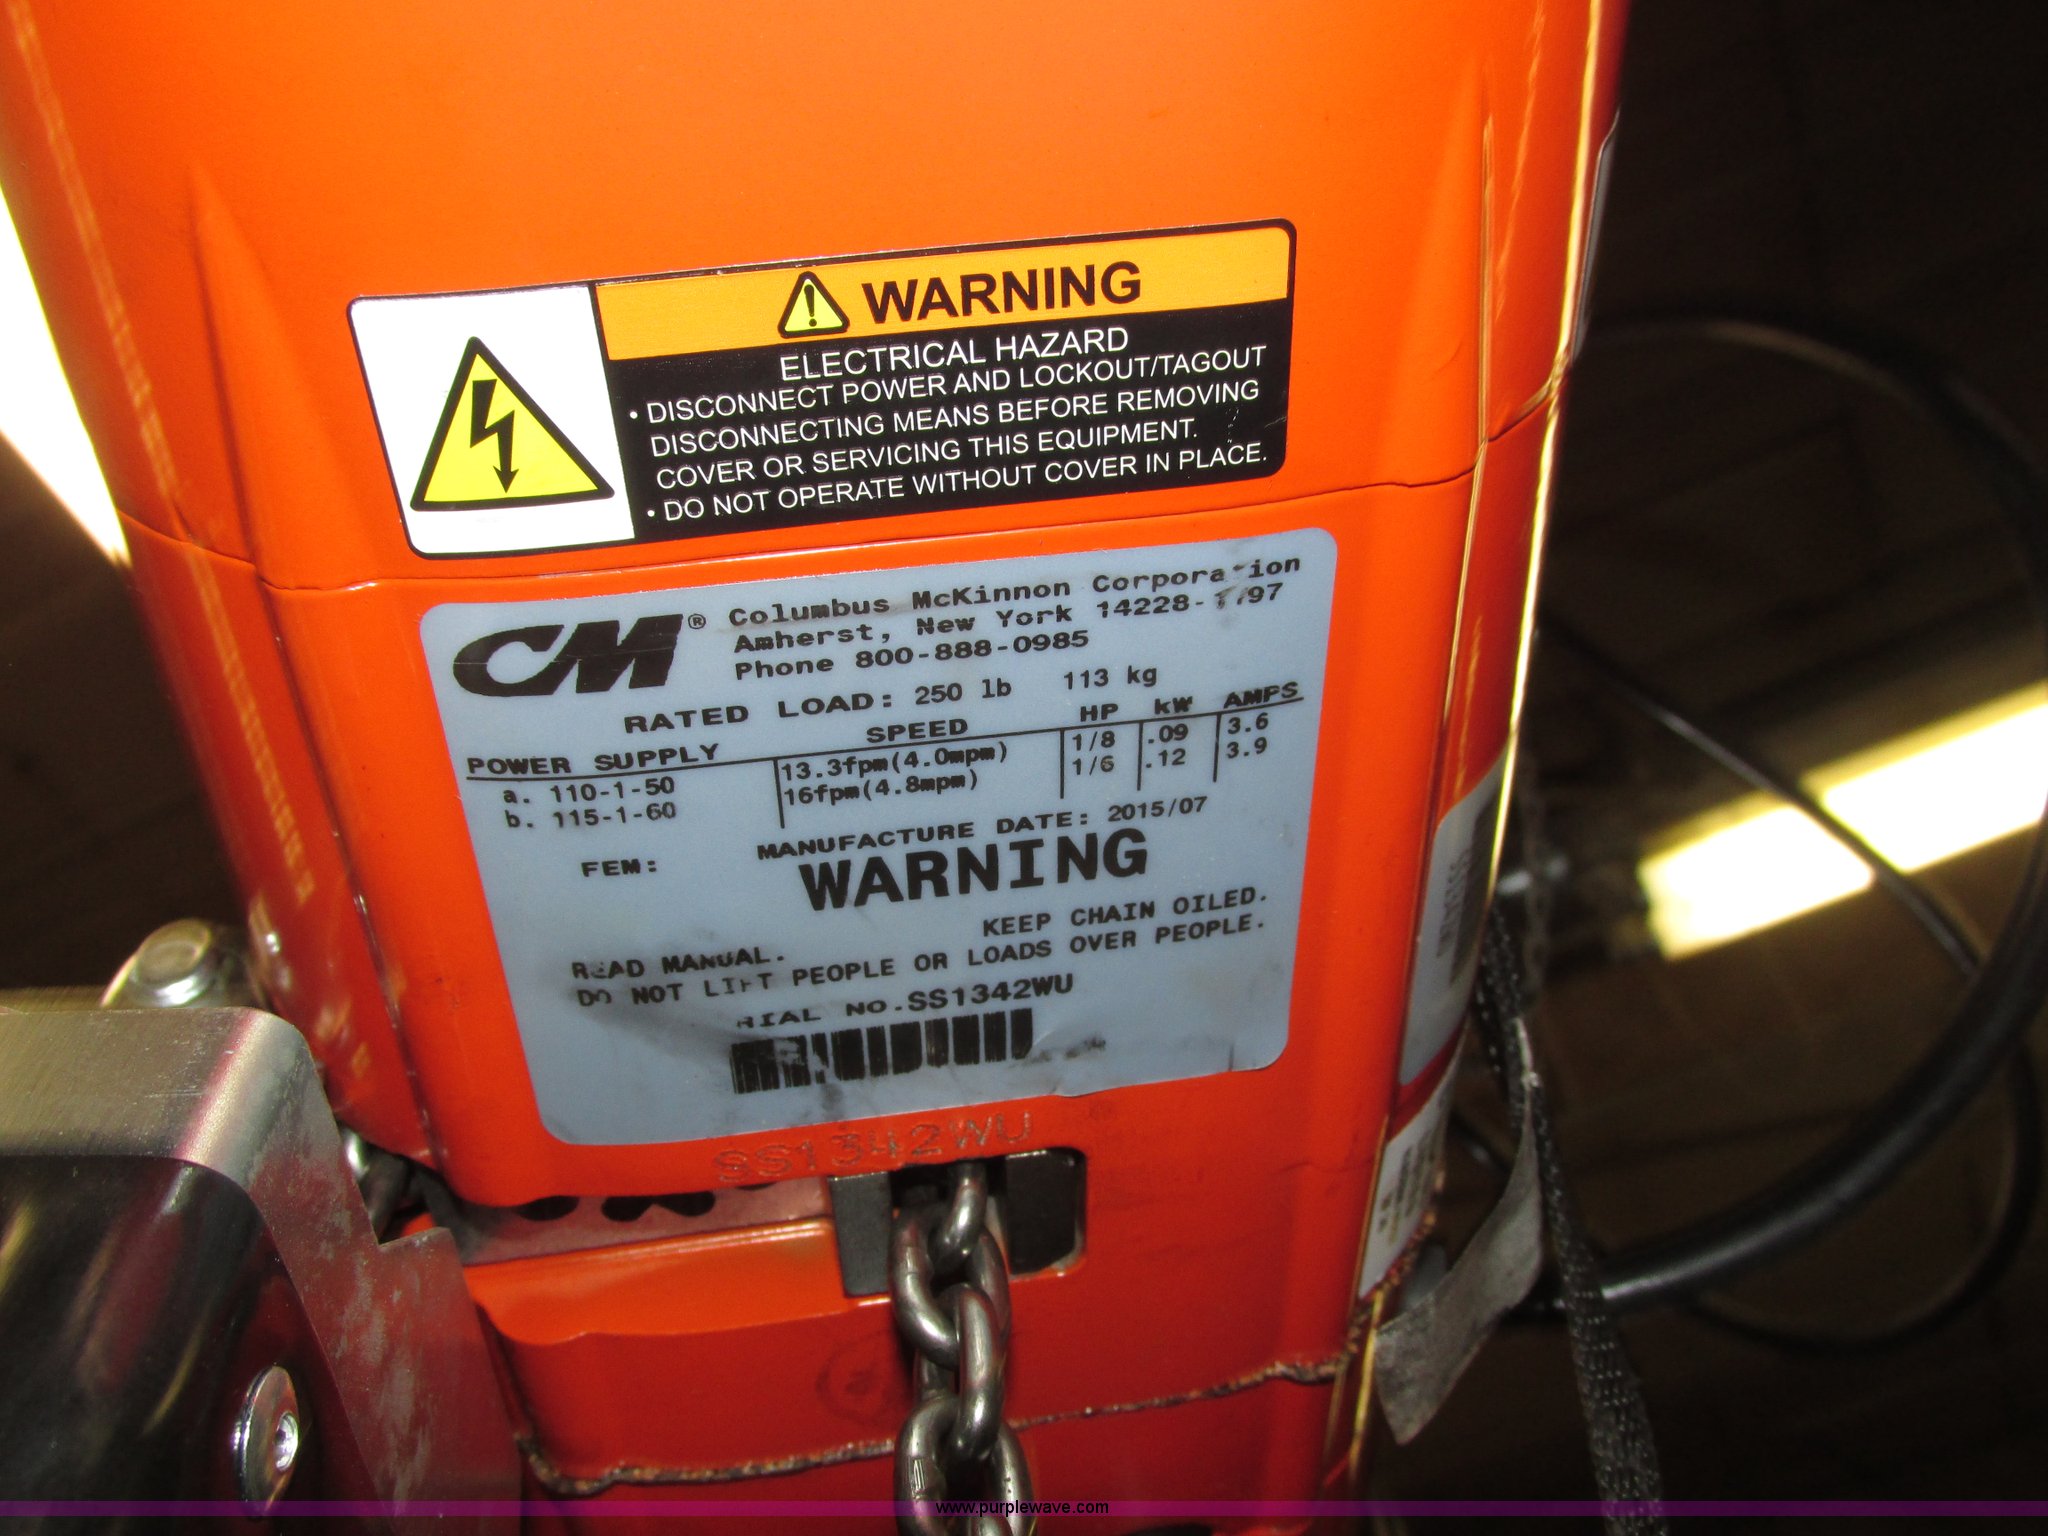 WARNING
ELECTRICAL HAZARD
• DISCONNECT POWER AND LOCKOUT/TAGOUT
DISCONNECTING MEANS BEFORE REMOVING
COVER OR SERVICING THIS EQUIPMENT.
• DO NOT OPERATE WITHOUT COVER IN PLACE.
CM® Columbus McKinnon Corporation
Amherst, New York 14228-
Phone 800-888-0985
RATED LOAD: 250 lb 113 kg
POWER SUPPLY SPEED HP kW AMPS
a. 110-1-50 13.3fpm(4.0mpm) 1/8 .09 3.6
b. 115-1-60 16fpm(4.8mpm) 1/6 .12 3.9
MANUFACTURE DATE: 2015/07
FEM:
WARNING
KEEP CHAIN OILED.
READ MANUAL.
DO NOT LIFT PEOPLE OR LOADS OVER PEOPLE.
RIAL NO.SS1342WU
SS1342WU
www.purplewave.com